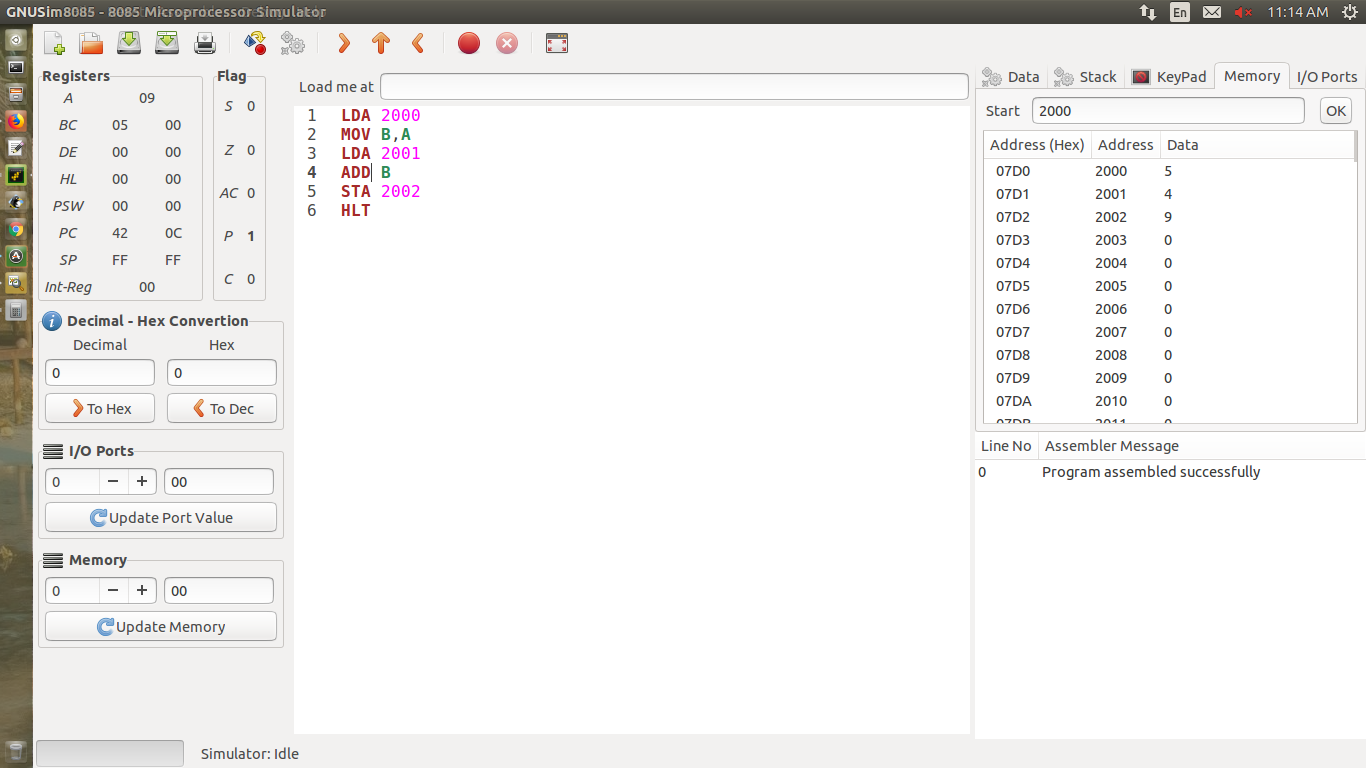 GNUSim8085 - 8085 Microprocessor Simulator
En
11:14 AM
Registers
A 09
BC 05 00
DE 00 00
HL 00 00
PSW 00 00
PC 42 0C
SP FF FF
Int-Reg 00
Flag
S 0
Z 0
AC 0
P 1
C 0
Decimal - Hex Convertion
Decimal Hex
0 0
To Hex To Dec
I/O Ports
0 − + 00
Update Port Value
Memory
0 − + 00
Update Memory
Load me at
1 LDA 2000
2 MOV B,A
3 LDA 2001
4 ADD B
5 STA 2002
6 HLT
Data Stack KeyPad Memory I/O Ports
Start 2000 OK
Address (Hex) Address Data
07D0 2000 5
07D1 2001 4
07D2 2002 9
07D3 2003 0
07D4 2004 0
07D5 2005 0
07D6 2006 0
07D7 2007 0
07D8 2008 0
07D9 2009 0
07DA 2010 0
07DB 2011 0
Line No Assembler Message
0 Program assembled successfully
Simulator: Idle